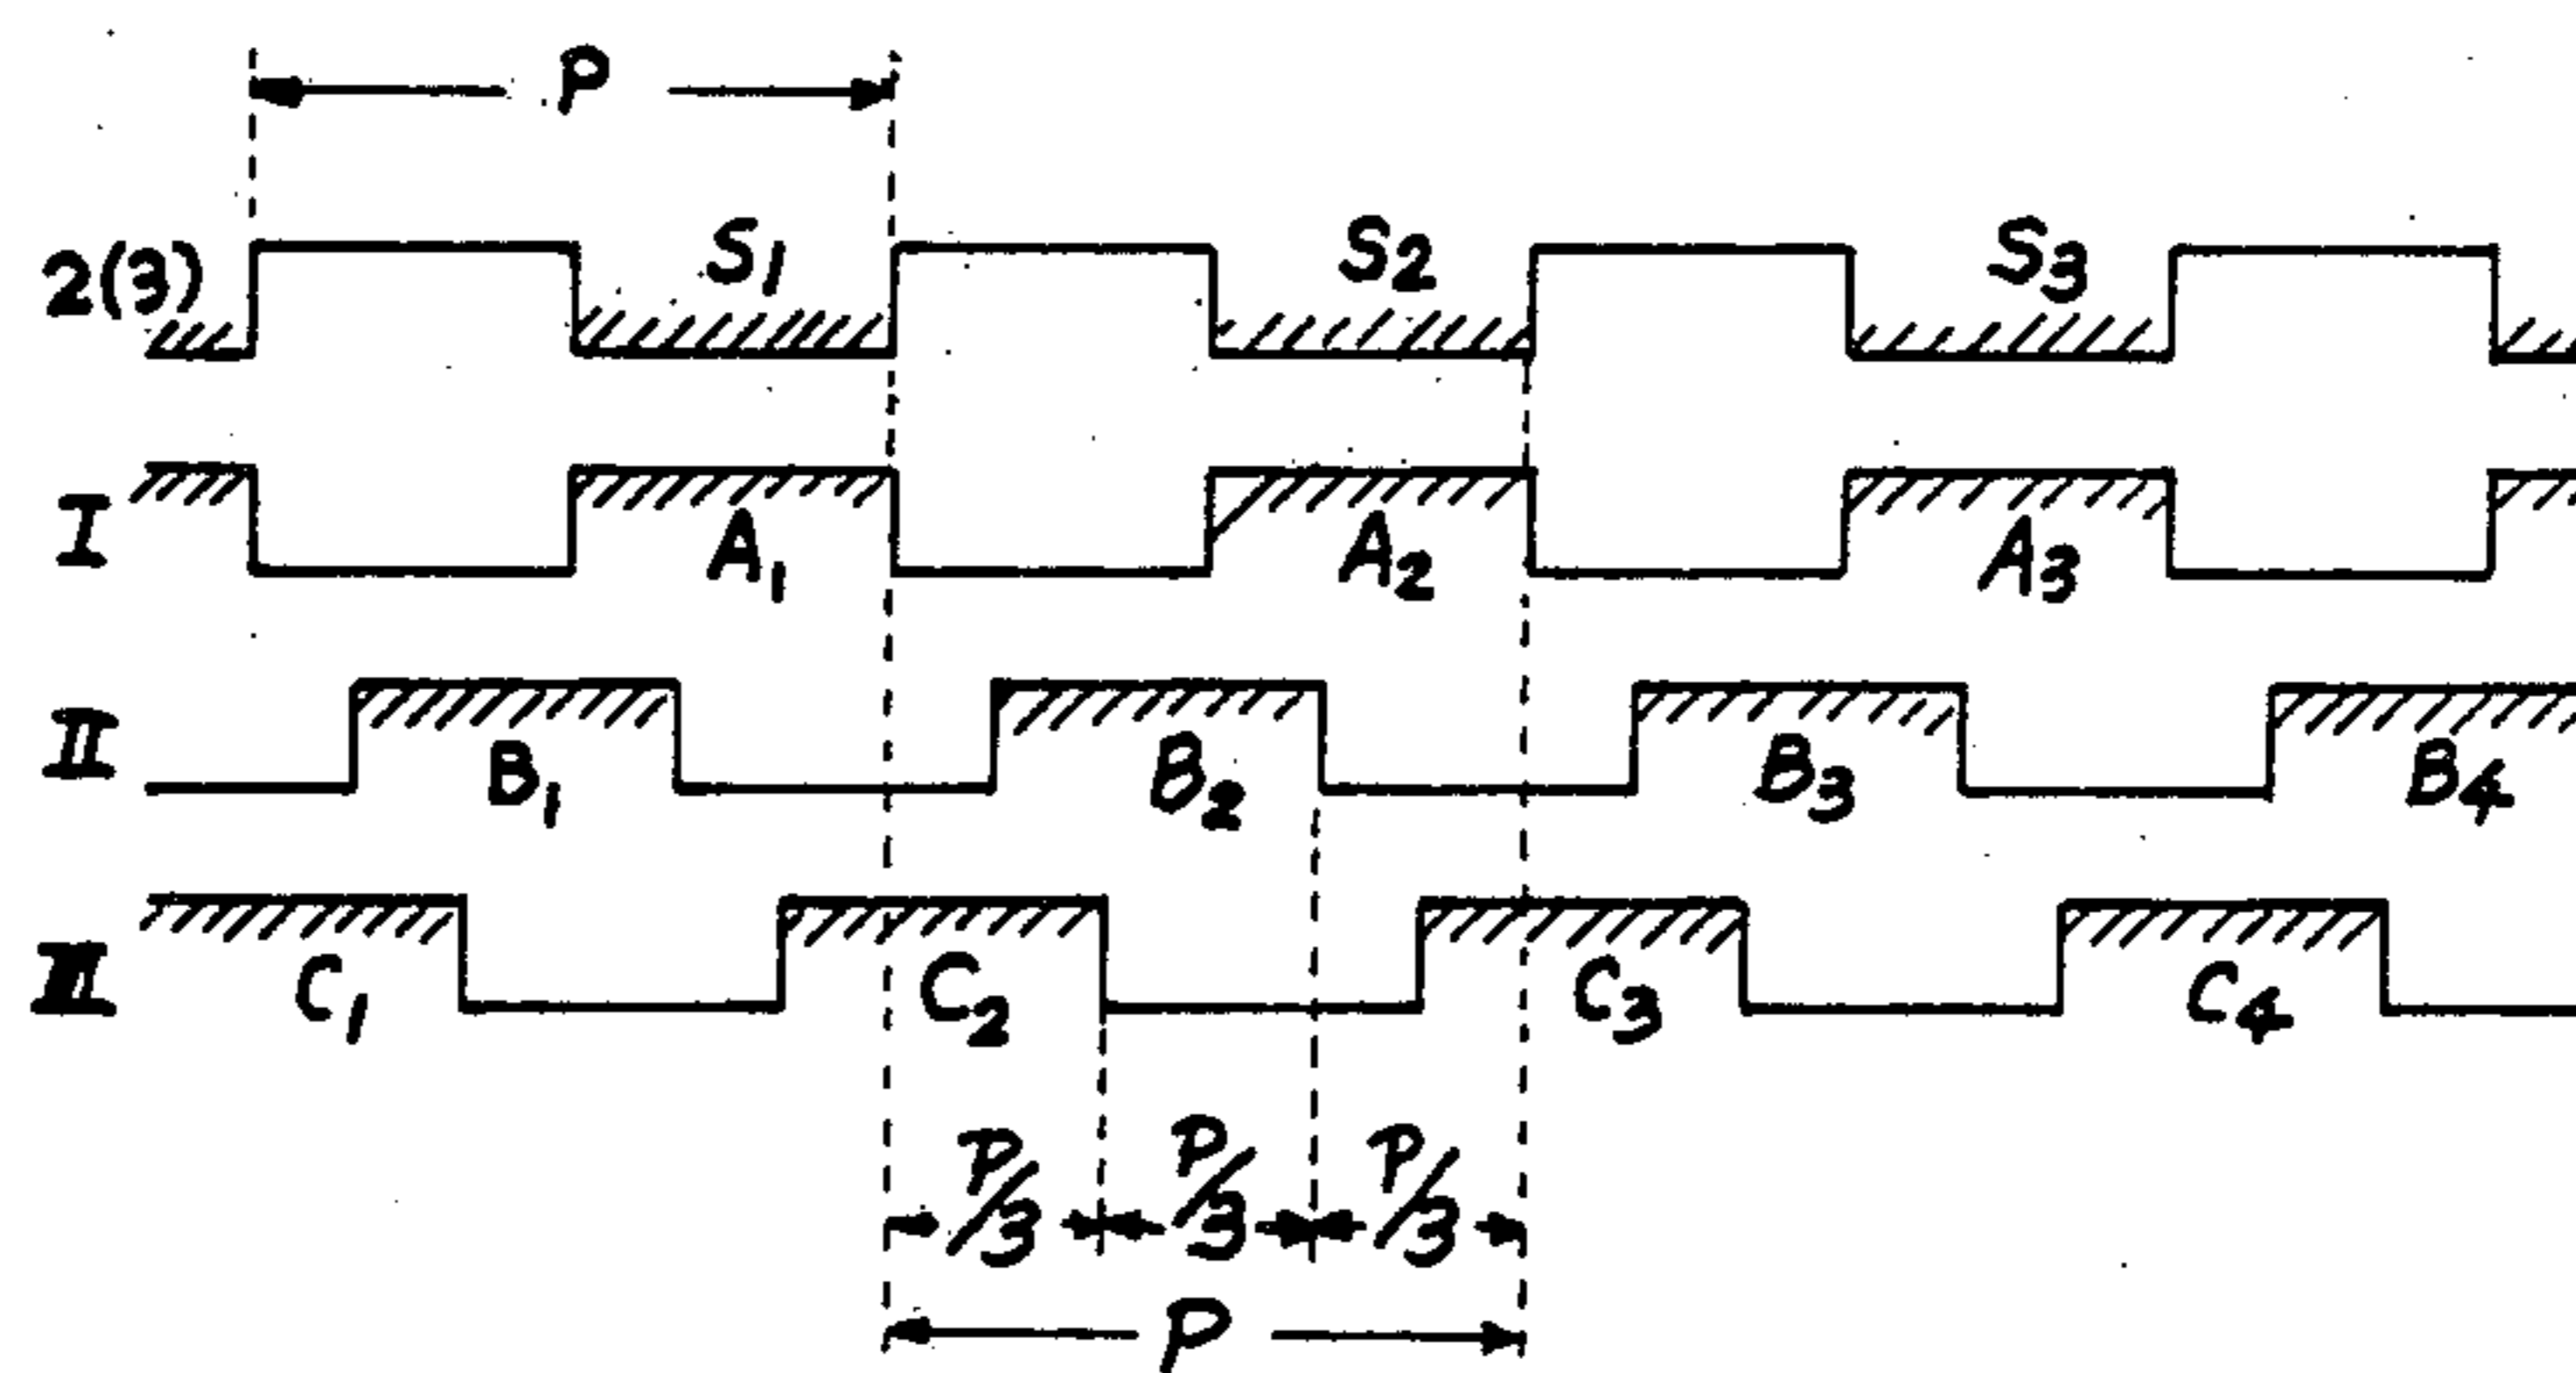 P
2(3) S1 S2 S3
I A1 A2 A3
II B1 B2 B3 B4
III C1 C2 C3 C4
P/3 P/3 P/3
P